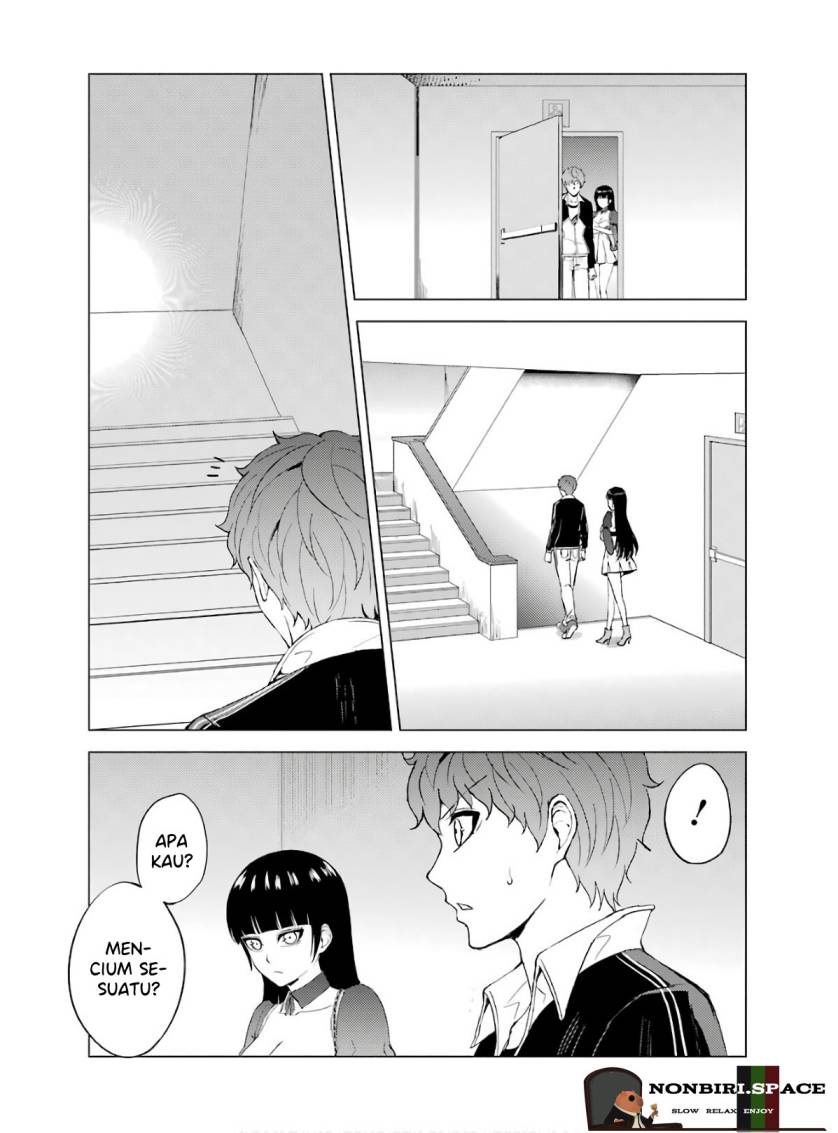 !
APA
KAU?
MEN-
CIUM SE-
SUATU?
NONBIRI.SPACE
SLOW RELAX ENJOY